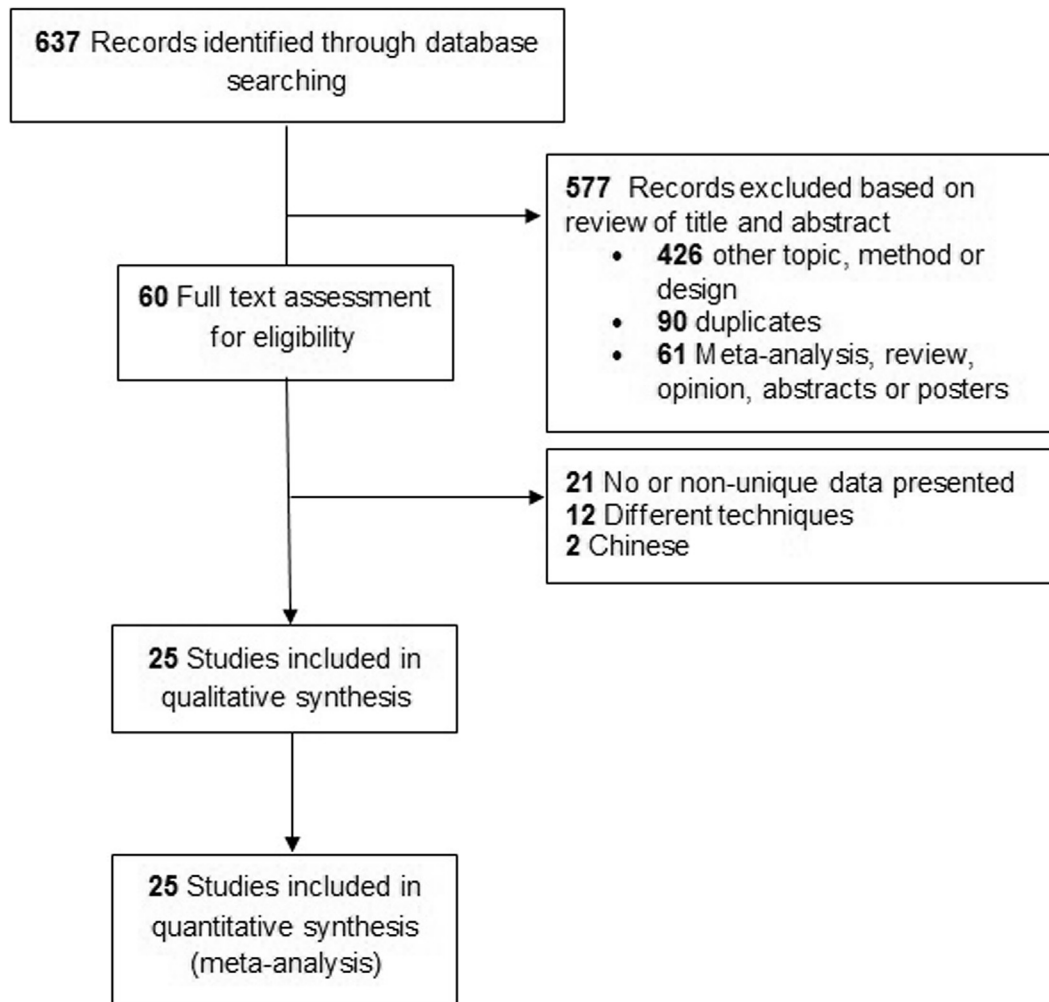 637 Records identified through database
searching
577 Records excluded based on
review of title and abstract
• 426 other topic, method or
design
• 90 duplicates
• 61 Meta-analysis, review,
opinion, abstracts or posters
60 Full text assessment
for eligibility
21 No or non-unique data presented
12 Different techniques
2 Chinese
25 Studies included in
qualitative synthesis
25 Studies included in
quantitative synthesis
(meta-analysis)